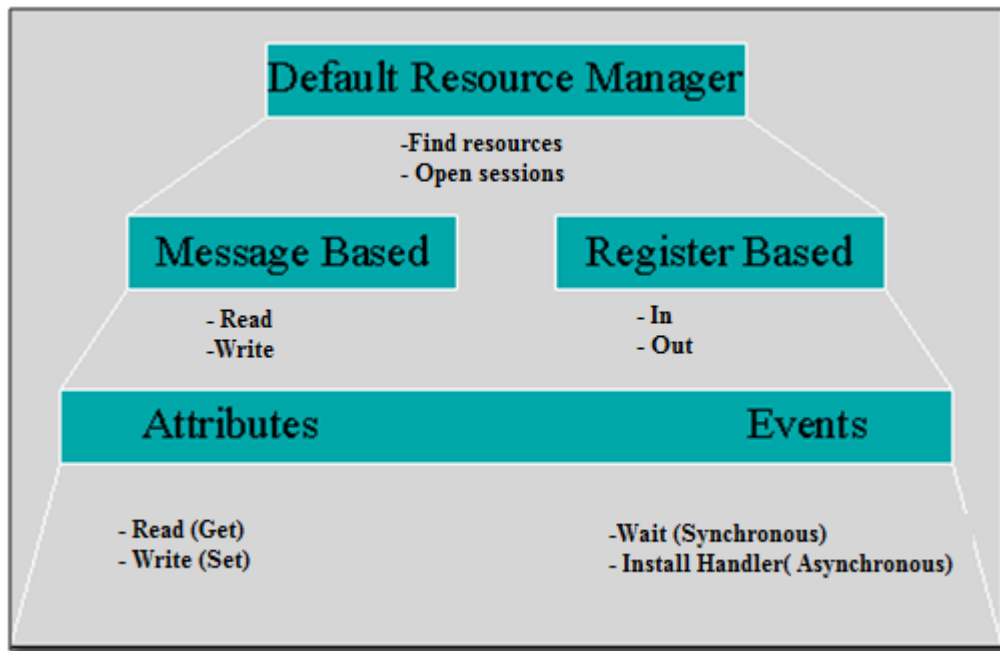 Default Resource Manager
-Find resources
- Open sessions
Message Based
Register Based
- Read
-Write
- In
- Out
Attributes
Events
- Read (Get)
- Write (Set)
-Wait (Synchronous)
- Install Handler( Asynchronous)